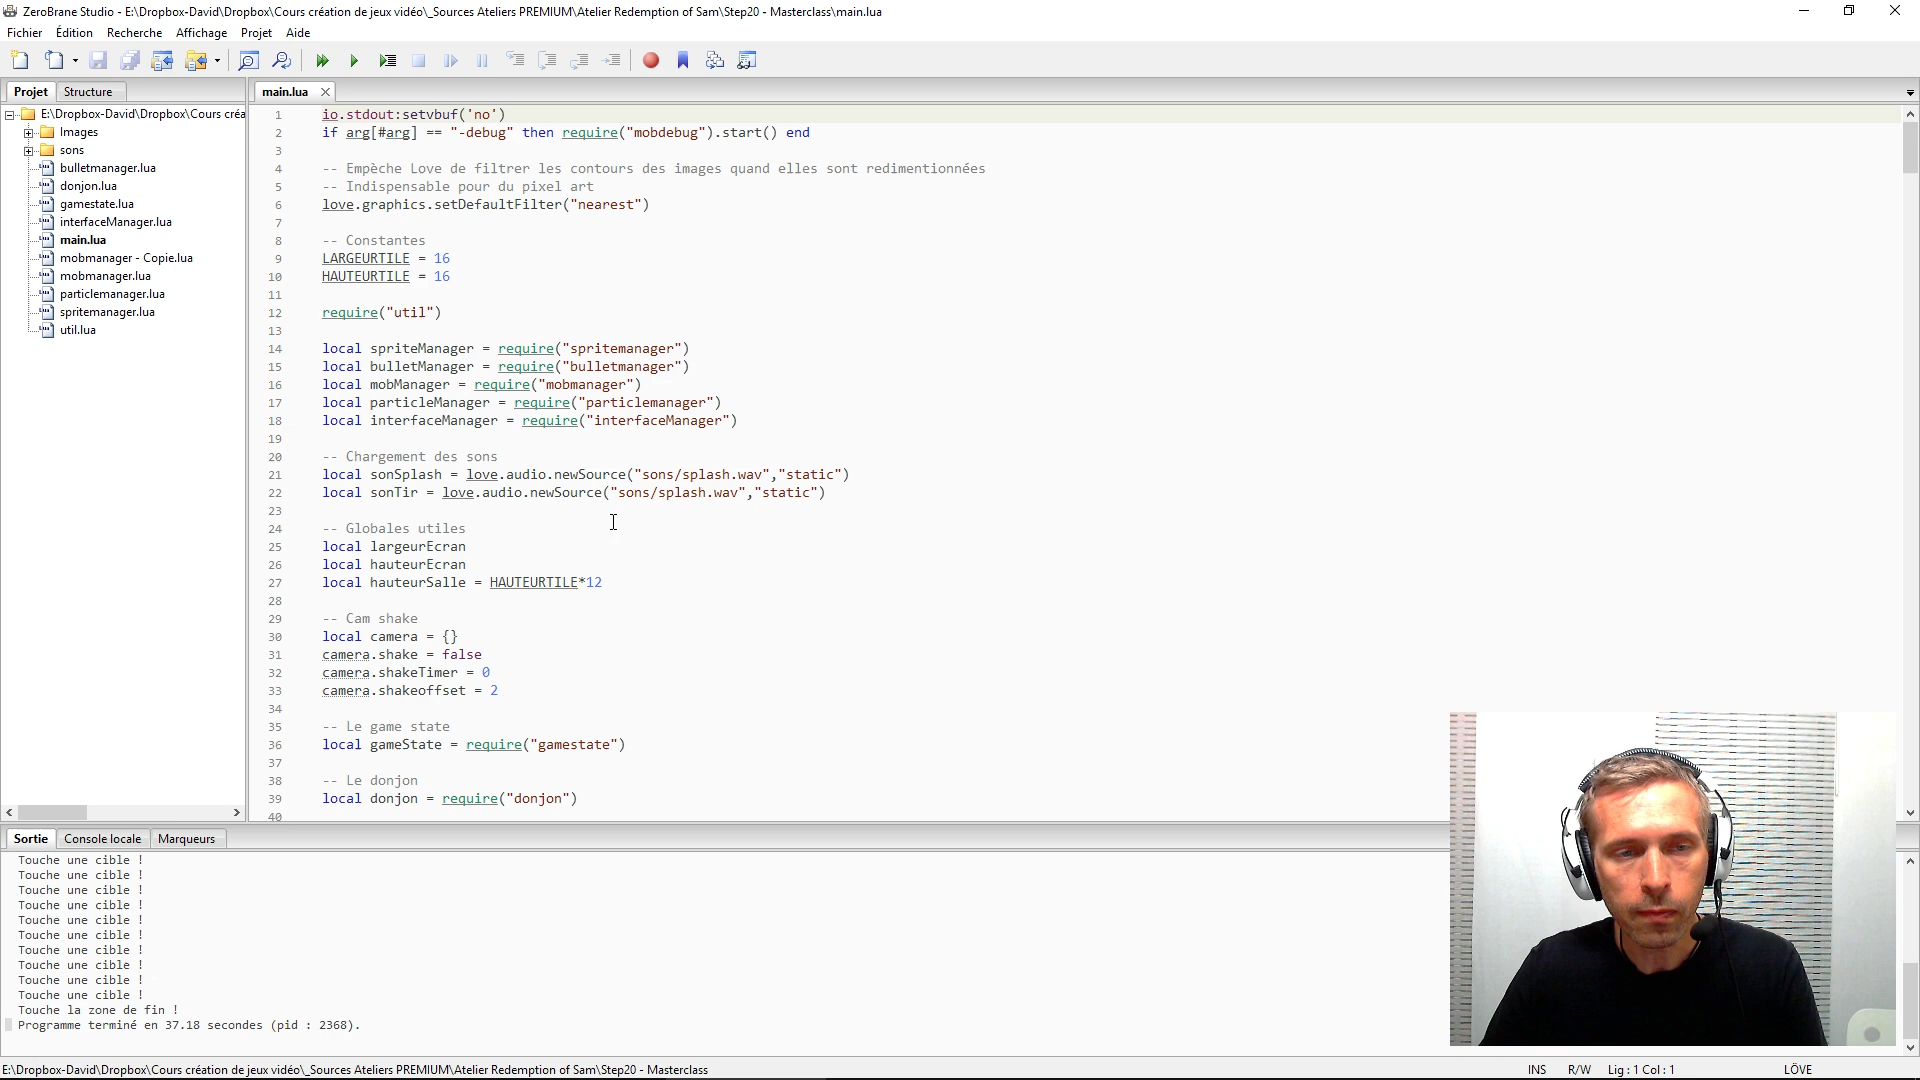 ZeroBrane Studio - E:\Dropbox-David\Dropbox\Cours création de jeux vidéo\_Sources Ateliers PREMIUM\Atelier Redemption of Sam\Step20 - Masterclass\main.lua
Fichier Édition Recherche Affichage Projet Aide
Projet Structure
E:\Dropbox-David\Dropbox\Cours créa
Images
sons
bulletmanager.lua
donjon.lua
gamestate.lua
interfaceManager.lua
main.lua
mobmanager - Copie.lua
mobmanager.lua
particlemanager.lua
spritemanager.lua
util.lua
main.lua
1 io.stdout:setvbuf('no')
2 if arg[#arg] == "-debug" then require("mobdebug").start() end
3
4 -- Empèche Love de filtrer les contours des images quand elles sont redimentionnées
5 -- Indispensable pour du pixel art
6 love.graphics.setDefaultFilter("nearest")
7
8 -- Constantes
9 LARGEURTILE = 16
10 HAUTEURTILE = 16
11
12 require("util")
13
14 local spriteManager = require("spritemanager")
15 local bulletManager = require("bulletmanager")
16 local mobManager = require("mobmanager")
17 local particleManager = require("particlemanager")
18 local interfaceManager = require("interfaceManager")
19
20 -- Chargement des sons
21 local sonSplash = love.audio.newSource("sons/splash.wav","static")
22 local sonTir = love.audio.newSource("sons/splash.wav","static")
23
24 -- Globales utiles
25 local largeurEcran
26 local hauteurEcran
27 local hauteurSalle = HAUTEURTILE*12
28
29 -- Cam shake
30 local camera = {}
31 camera.shake = false
32 camera.shakeTimer = 0
33 camera.shakeoffset = 2
34
35 -- Le game state
36 local gameState = require("gamestate")
37
38 -- Le donjon
39 local donjon = require("donjon")
40
Sortie Console locale Marqueurs
Touche une cible !
Touche une cible !
Touche une cible !
Touche une cible !
Touche une cible !
Touche une cible !
Touche une cible !
Touche une cible !
Touche une cible !
Touche une cible !
Touche la zone de fin !
Programme terminé en 37.18 secondes (pid : 2368).
E:\Dropbox-David\Dropbox\Cours création de jeux vidéo\_Sources Ateliers PREMIUM\Atelier Redemption of Sam\Step20 - Masterclass INS R/W Lig : 1 Col : 1 LÖVE